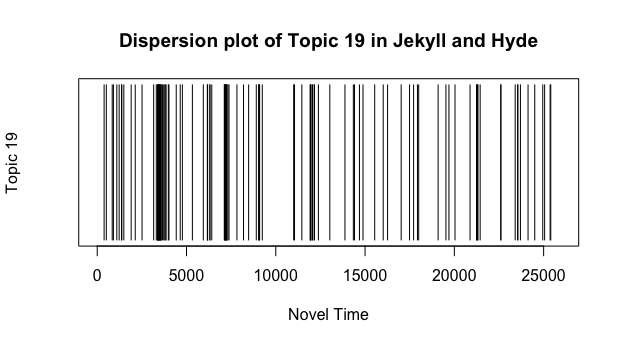 Dispersion plot of Topic 19 in Jekyll and Hyde
Topic 19
0 5000 10000 15000 20000 25000
Novel Time